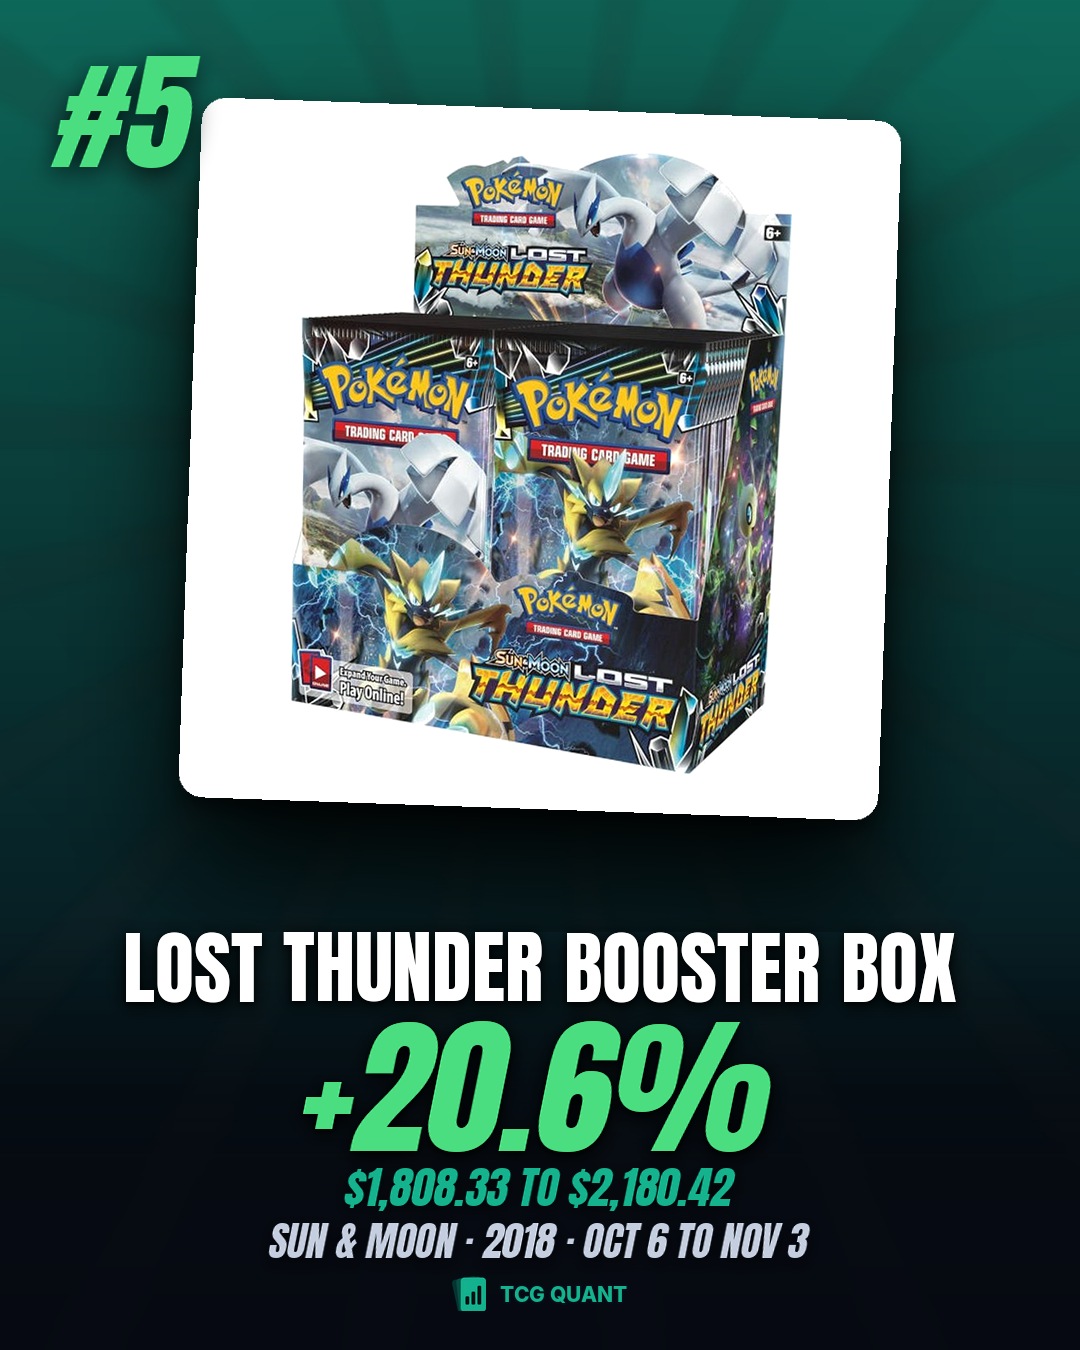 #5
POKéMON
TRADING CARD GAME
6+
SUN & MOON LOST
THUNDER
6+
6+
POKéMON
POKéMON
POKéMON
TRADING CARD
TRADING CARD GAME
POKéMON
TRADING CARD GAME
Expand Your Game.
Play Online!
SUN & MOON LOST
THUNDER
SUN & MOON LOST
THUNDER
LOST THUNDER BOOSTER BOX
+20.6%
$1,808.33 TO $2,180.42
SUN & MOON · 2018 · OCT 6 TO NOV 3
TCG QUANT